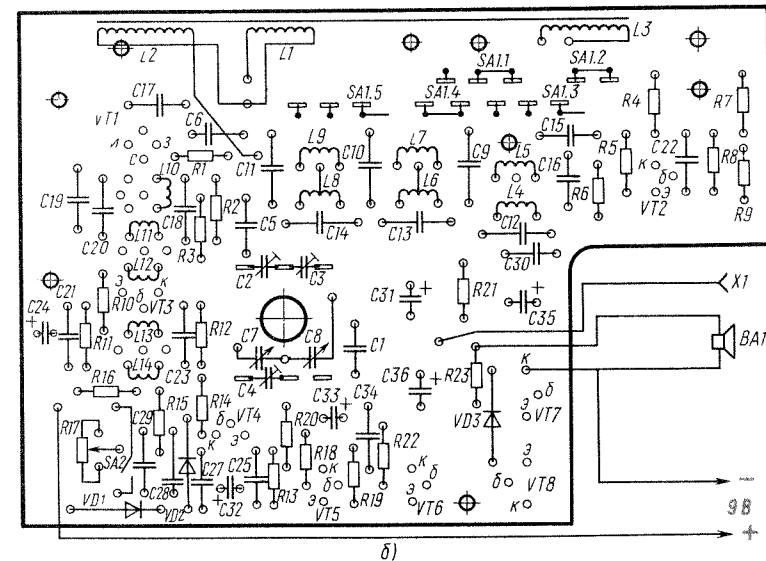 L2 L1 L3
SA1.1 SA1.2
C17 SA1.5 SA1.4 SA1.3 R4 R7
VT1 C6 C15
и з L9 L7 L5 C22
с R1 C11 C10 C9 C16 R5 к R8
L10 L8 L6 L4 R6 б
C19 C20 C18 R2 C5 э VT2 R9
L11 R3 C14 C13 C12
C30
L12 C2 C3
э к C31 + R21 X1
C24 C21 R10 б VT3 + C35
+ R11 L13 R12 C7 C8 C1 BA1
L14 C23 C4 C36 + R23 к
R16 R15 R14 C33 C34 б
R17 C29 б VT4 R20 + VD3 э VT7
SA2 к э R18 R22
C28 C27 C25 R13 к б R19 к б б э VT8 −
VD1 VD2 + C32 э VT5 э VT6 к 9В
+
б)